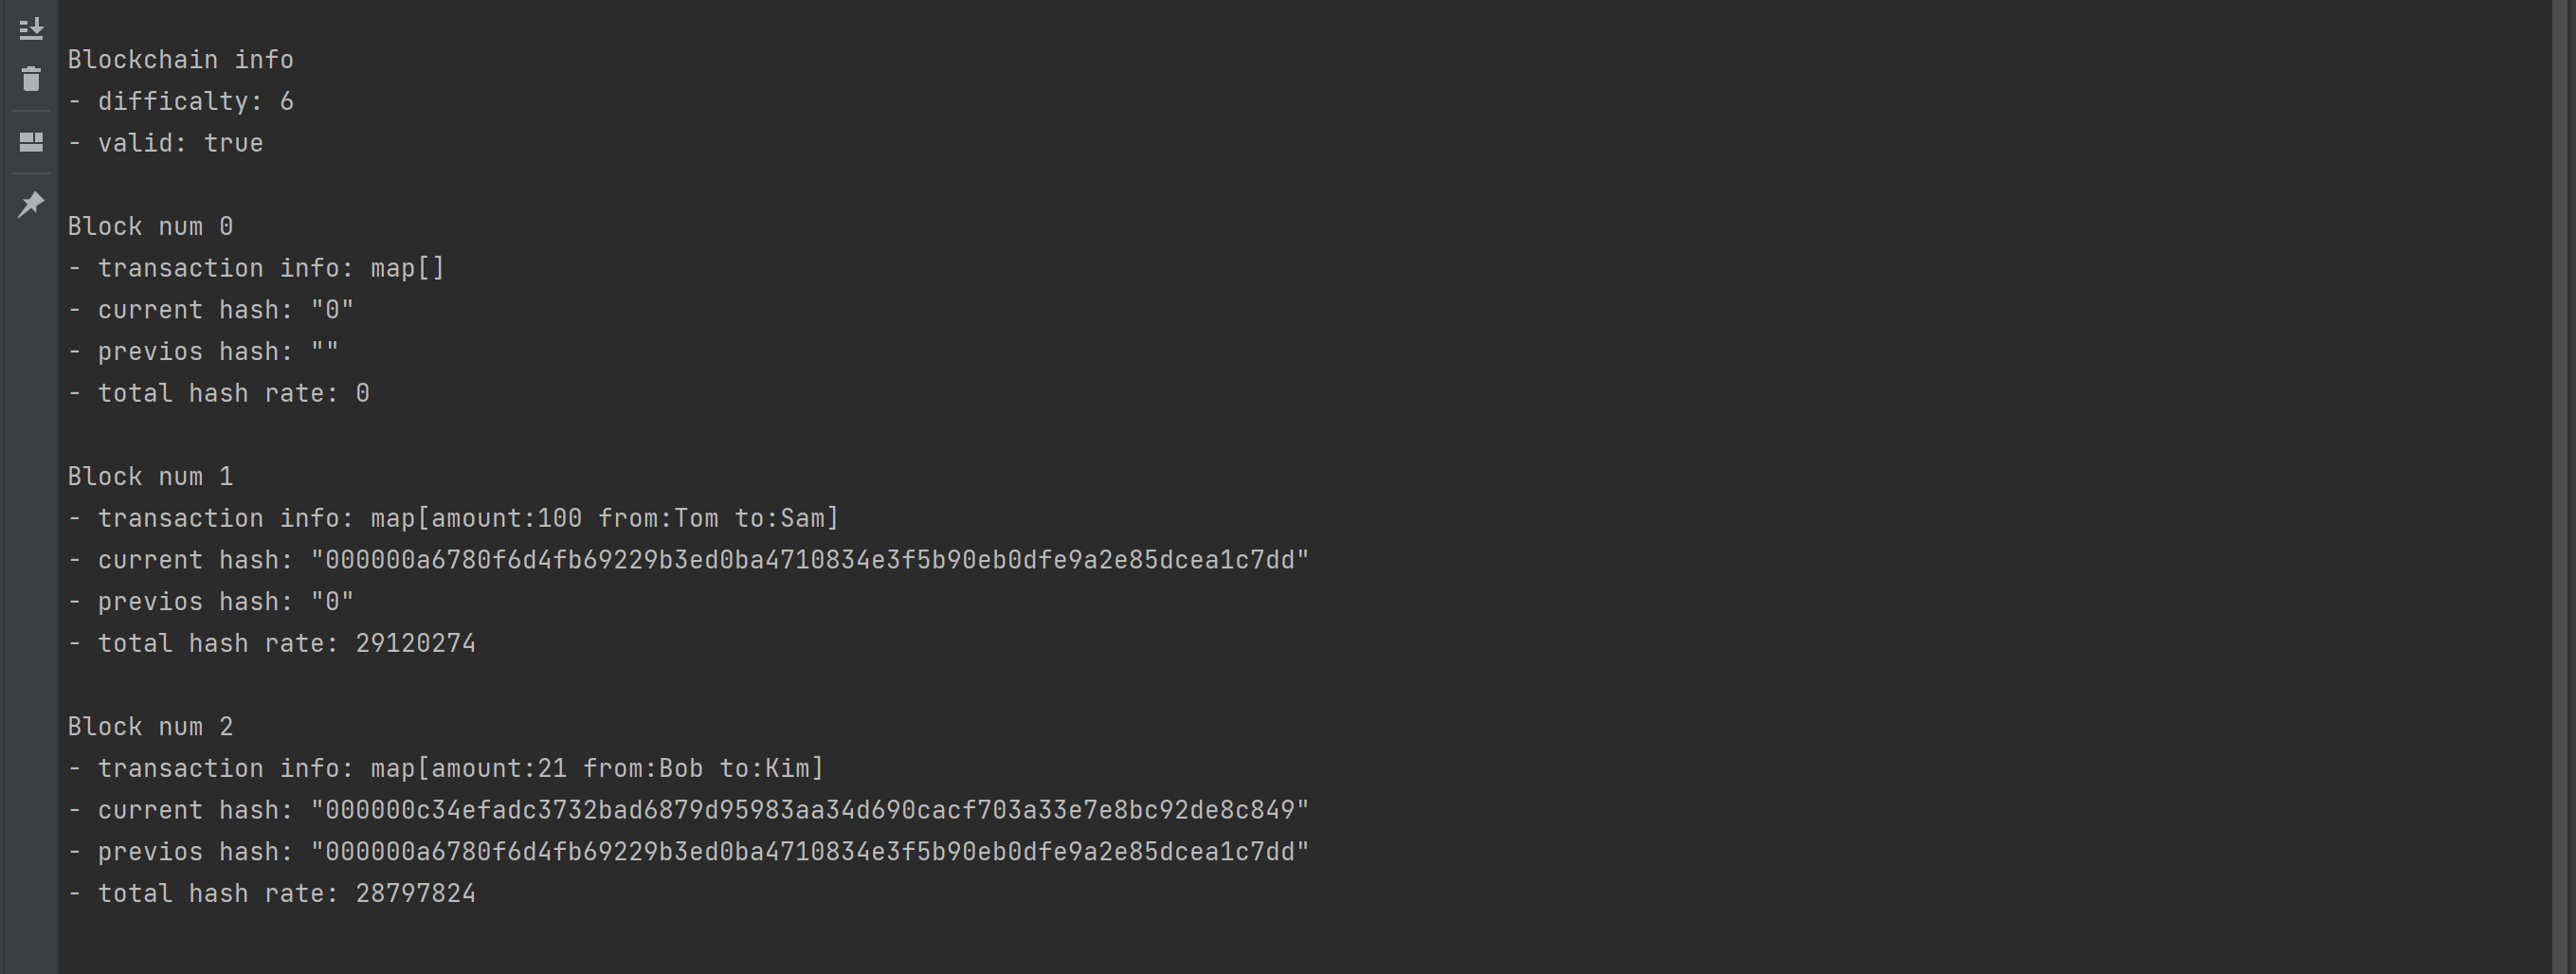 Blockchain info
- difficalty: 6
- valid: true
Block num 0
- transaction info: map[]
- current hash: "0"
- previos hash: ""
- total hash rate: 0
Block num 1
- transaction info: map[amount:100 from:Tom to:Sam]
- current hash: "000000a6780f6d4fb69229b3ed0ba4710834e3f5b90eb0dfe9a2e85dcea1c7dd"
- previos hash: "0"
- total hash rate: 29120274
Block num 2
- transaction info: map[amount:21 from:Bob to:Kim]
- current hash: "000000c34efadc3732bad6879d95983aa34d690cacf703a33e7e8bc92de8c849"
- previos hash: "000000a6780f6d4fb69229b3ed0ba4710834e3f5b90eb0dfe9a2e85dcea1c7dd"
- total hash rate: 28797824